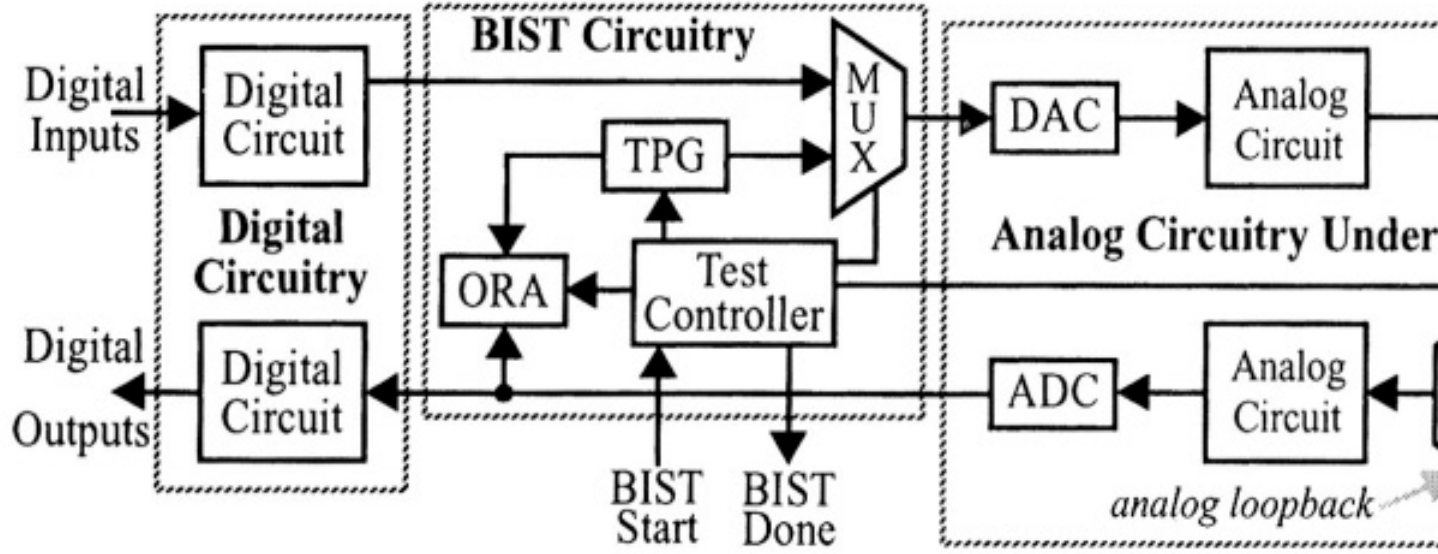 BIST Circuitry
Digital
Inputs
Digital
Circuit
MUX
DAC
Analog
Circuit
TPG
Digital
Circuitry
Analog Circuitry Under
ORA
Test
Controller
Digital
Outputs
Digital
Circuit
ADC
Analog
Circuit
BIST
Start
BIST
Done
analog loopback